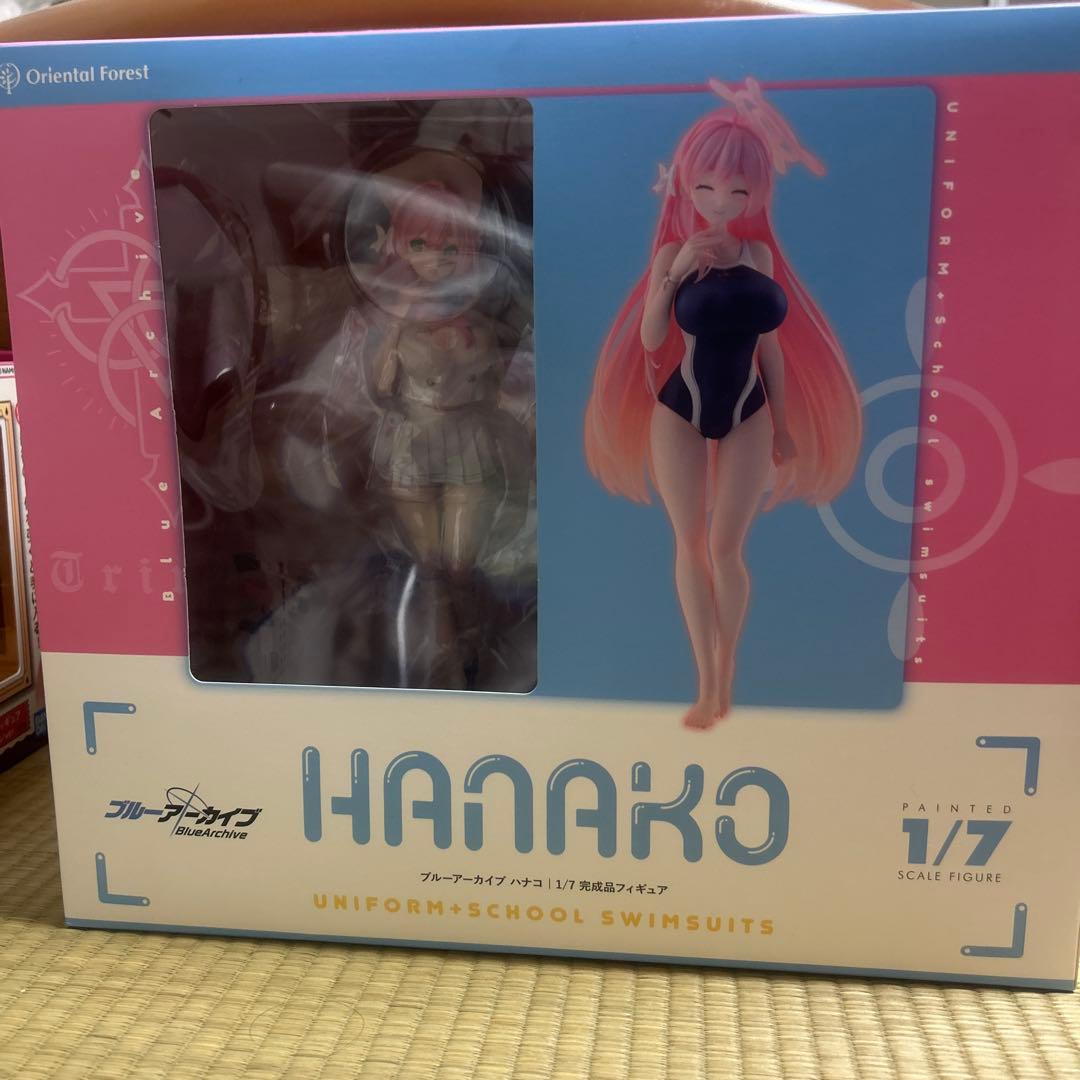 Oriental Forest
Blue Archive
UNIFORM+School swimsuits
Tri
HANAKO
ブルーアーカイブ
BlueArchive
PAINTED
1/7
SCALE FIGURE
ブルーアーカイブ ハナコ | 1/7 完成品フィギュア
UNIFORM+SCHOOL SWIMSUITS